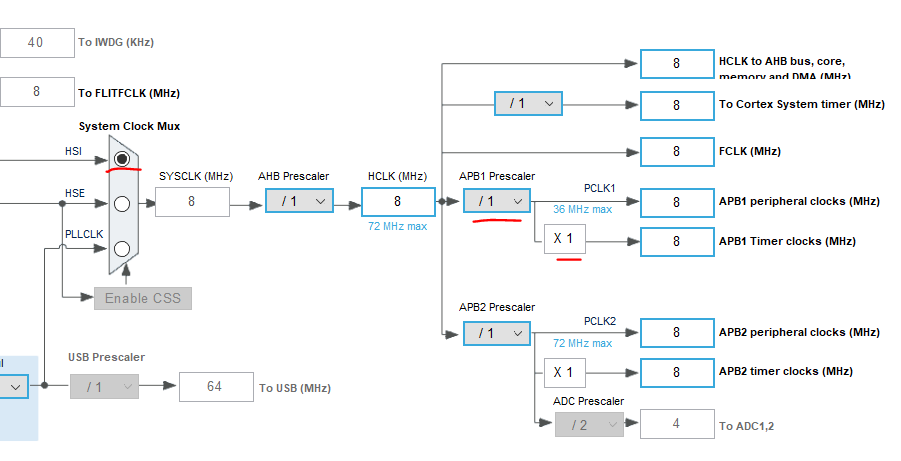 40
To IWDG (KHz)
8
To FLITFCLK (MHz)
System Clock Mux
HSI
HSE
PLLCLK
Enable CSS
SYSCLK (MHz)
8
AHB Prescaler
/ 1
HCLK (MHz)
8
72 MHz max
8
HCLK to AHB bus, core,
memory and DMA (MHz)
/ 1
8
To Cortex System timer (MHz)
8
FCLK (MHz)
APB1 Prescaler
/ 1
PCLK1
36 MHz max
8
APB1 peripheral clocks (MHz)
X 1
8
APB1 Timer clocks (MHz)
APB2 Prescaler
/ 1
PCLK2
72 MHz max
8
APB2 peripheral clocks (MHz)
X 1
8
APB2 timer clocks (MHz)
ADC Prescaler
/ 2
4
To ADC1,2
USB Prescaler
/ 1
64
To USB (MHz)